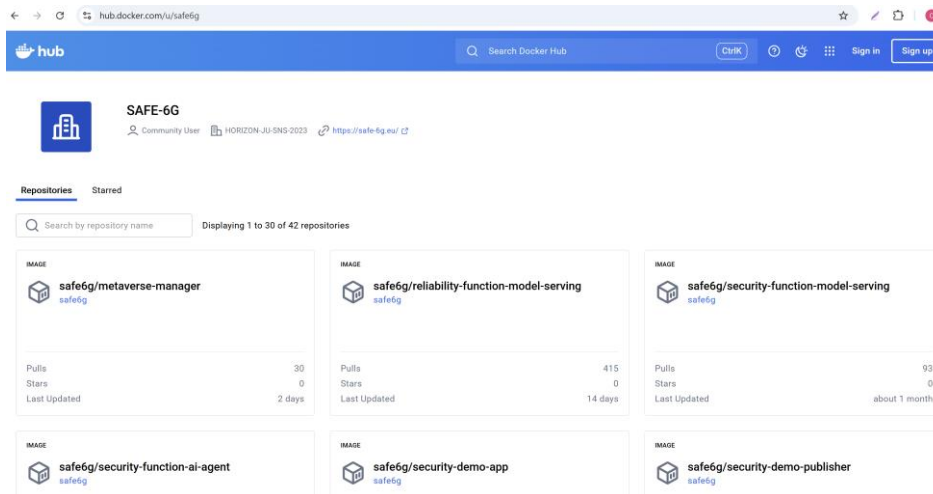 hub.docker.com/u/safe6g
hub
Search Docker Hub
CtrlK
Sign in
Sign up
SAFE-6G
Community User
HORIZON-JU-SNS-2023
https://safe-6g.eu/
Repositories
Starred
Search by repository name
Displaying 1 to 30 of 42 repositories
IMAGE
safe6g/metaverse-manager
safe6g
Pulls 30
Stars 0
Last Updated 2 days
IMAGE
safe6g/reliability-function-model-serving
safe6g
Pulls 415
Stars 0
Last Updated 14 days
IMAGE
safe6g/security-function-model-serving
safe6g
Pulls 93
Stars 0
Last Updated about 1 month
IMAGE
safe6g/security-function-ai-agent
safe6g
IMAGE
safe6g/security-demo-app
safe6g
IMAGE
safe6g/security-demo-publisher
safe6g